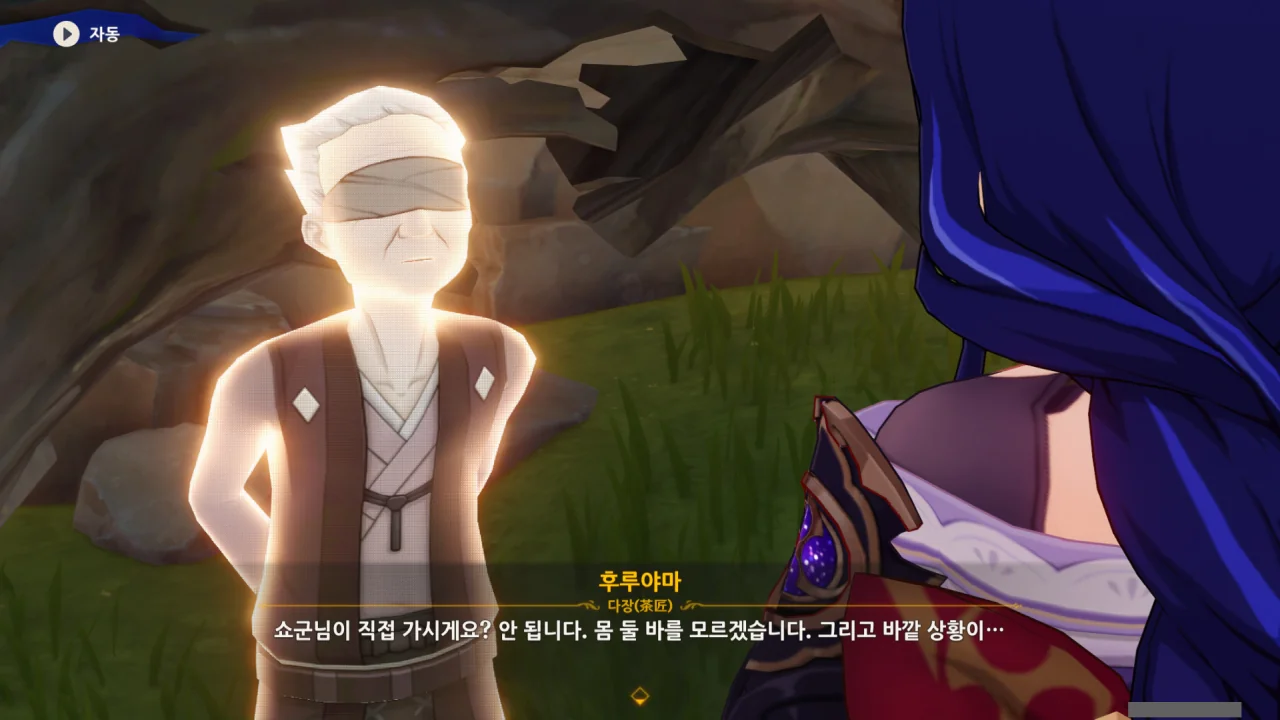 자동
후루야마
다장(茶匠)
쇼군님이 직접 가시게요? 안 됩니다. 몸 둘 바를 모르겠습니다. 그리고 바깥 상황이…